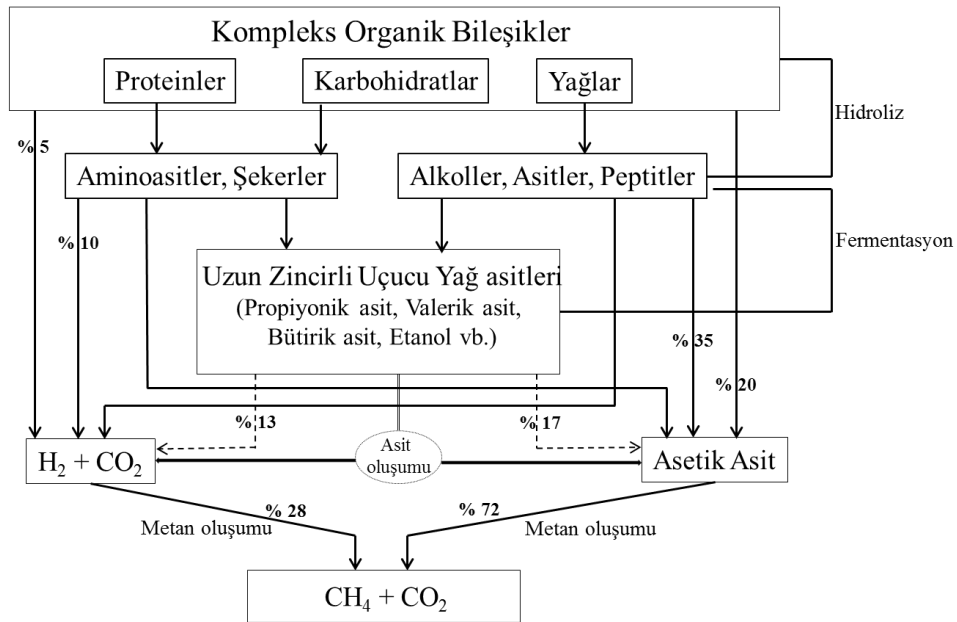 Kompleks Organik Bileşikler
Proteinler
Karbohidratlar
Yağlar
Hidroliz
% 5
Aminoasitler, Şekerler
Alkoller, Asitler, Peptitler
% 10
Fermentasyon
Uzun Zincirli Uçucu Yağ asitleri
(Propiyonik asit, Valerik asit,
Bütirik asit, Etanol vb.)
% 35
% 20
% 13
% 17
Asit
oluşumu
H₂ + CO₂
Asetik Asit
% 28
% 72
Metan oluşumu
Metan oluşumu
CH₄ + CO₂